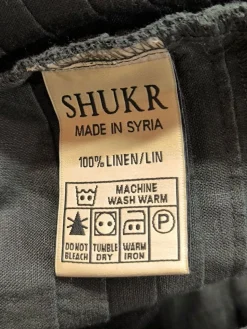 SHUKR
MADE IN SYRIA
100% LINEN/LIN
MACHINE
WASH WARM
P
DO NOT TUMBLE WARM
BLEACH DRY IRON